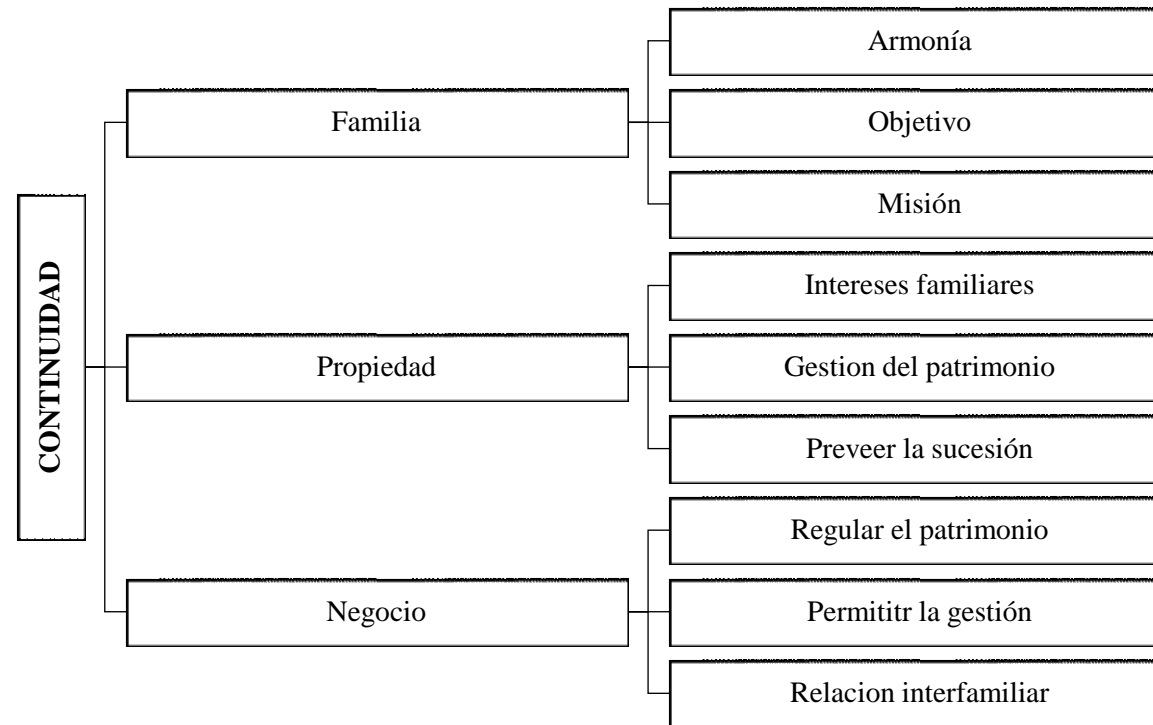 CONTINUIDAD
Familia
Armonía
Objetivo
Misión
Propiedad
Intereses familiares
Gestion del patrimonio
Preveer la sucesión
Negocio
Regular el patrimonio
Permititr la gestión
Relacion interfamiliar